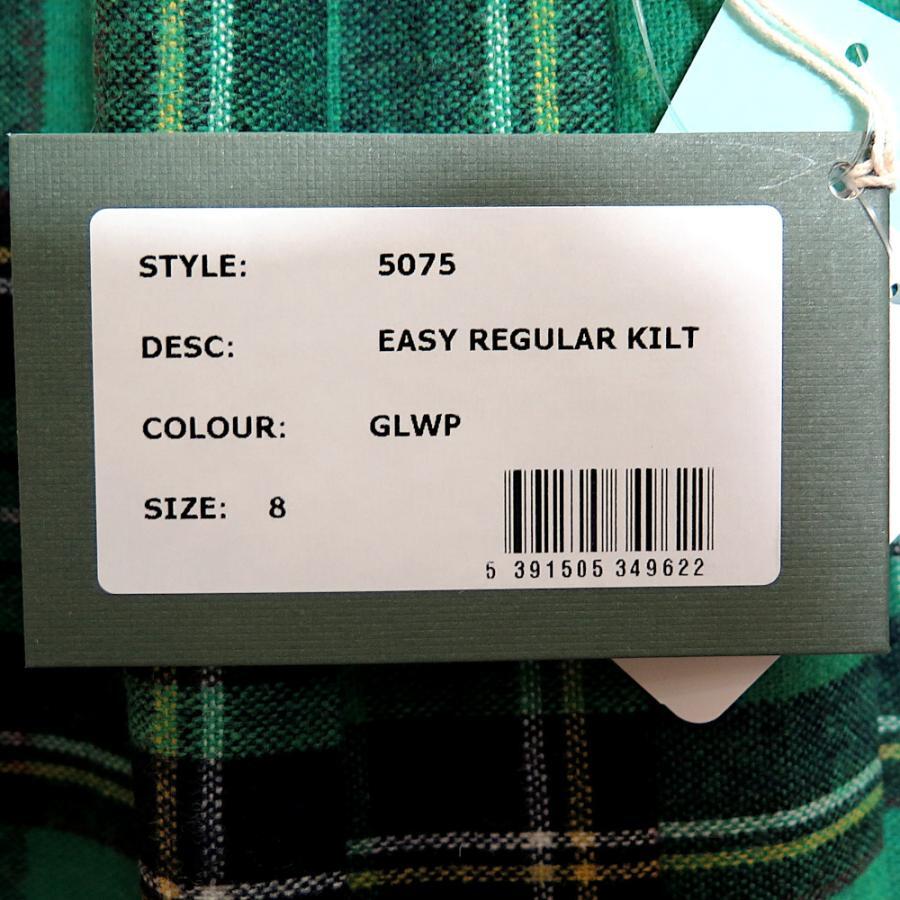 STYLE: 5075
DESC: EASY REGULAR KILT
COLOUR: GLWP
SIZE: 8
5 391505 349622